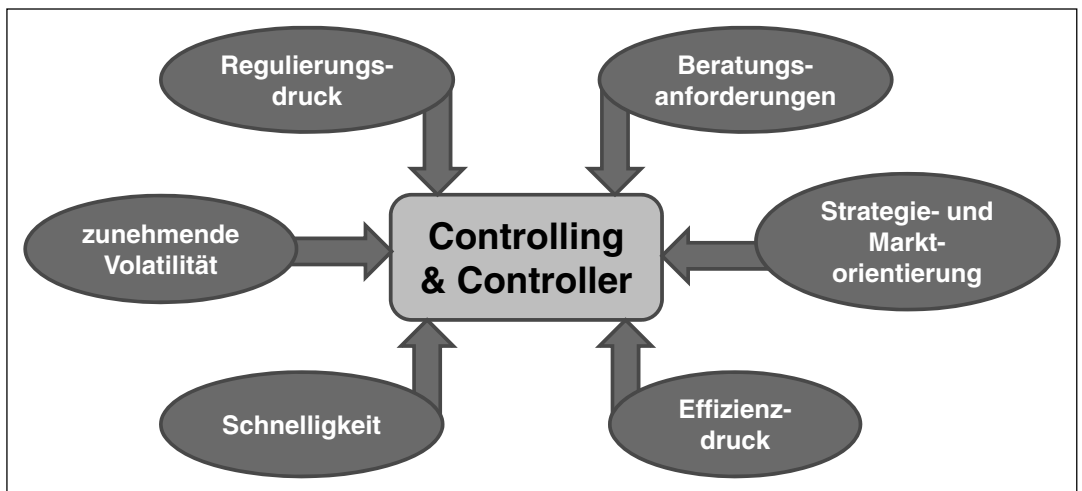 Regulierungs-
druck
Beratungs-
anforderungen
zunehmende
Volatilität
Controlling
& Controller
Strategie- und
Markt-
orientierung
Schnelligkeit
Effizienz-
druck